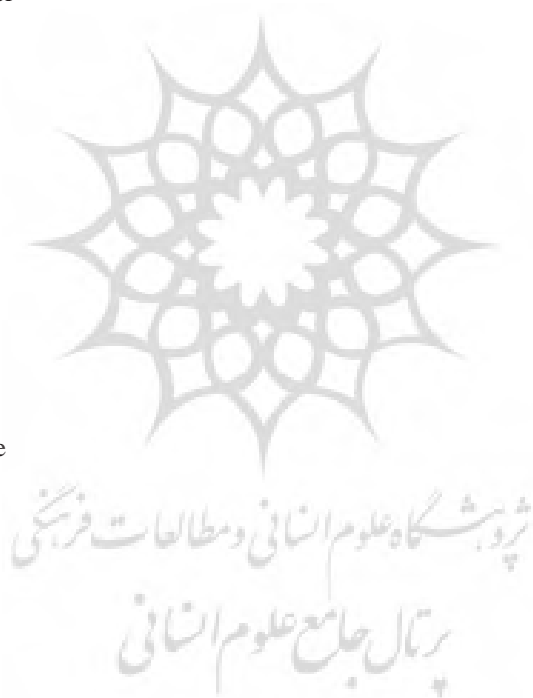 e
پژوهشگاه علوم انسانی و مطالعات فرهنگی
پرتال جامع علوم انسانی